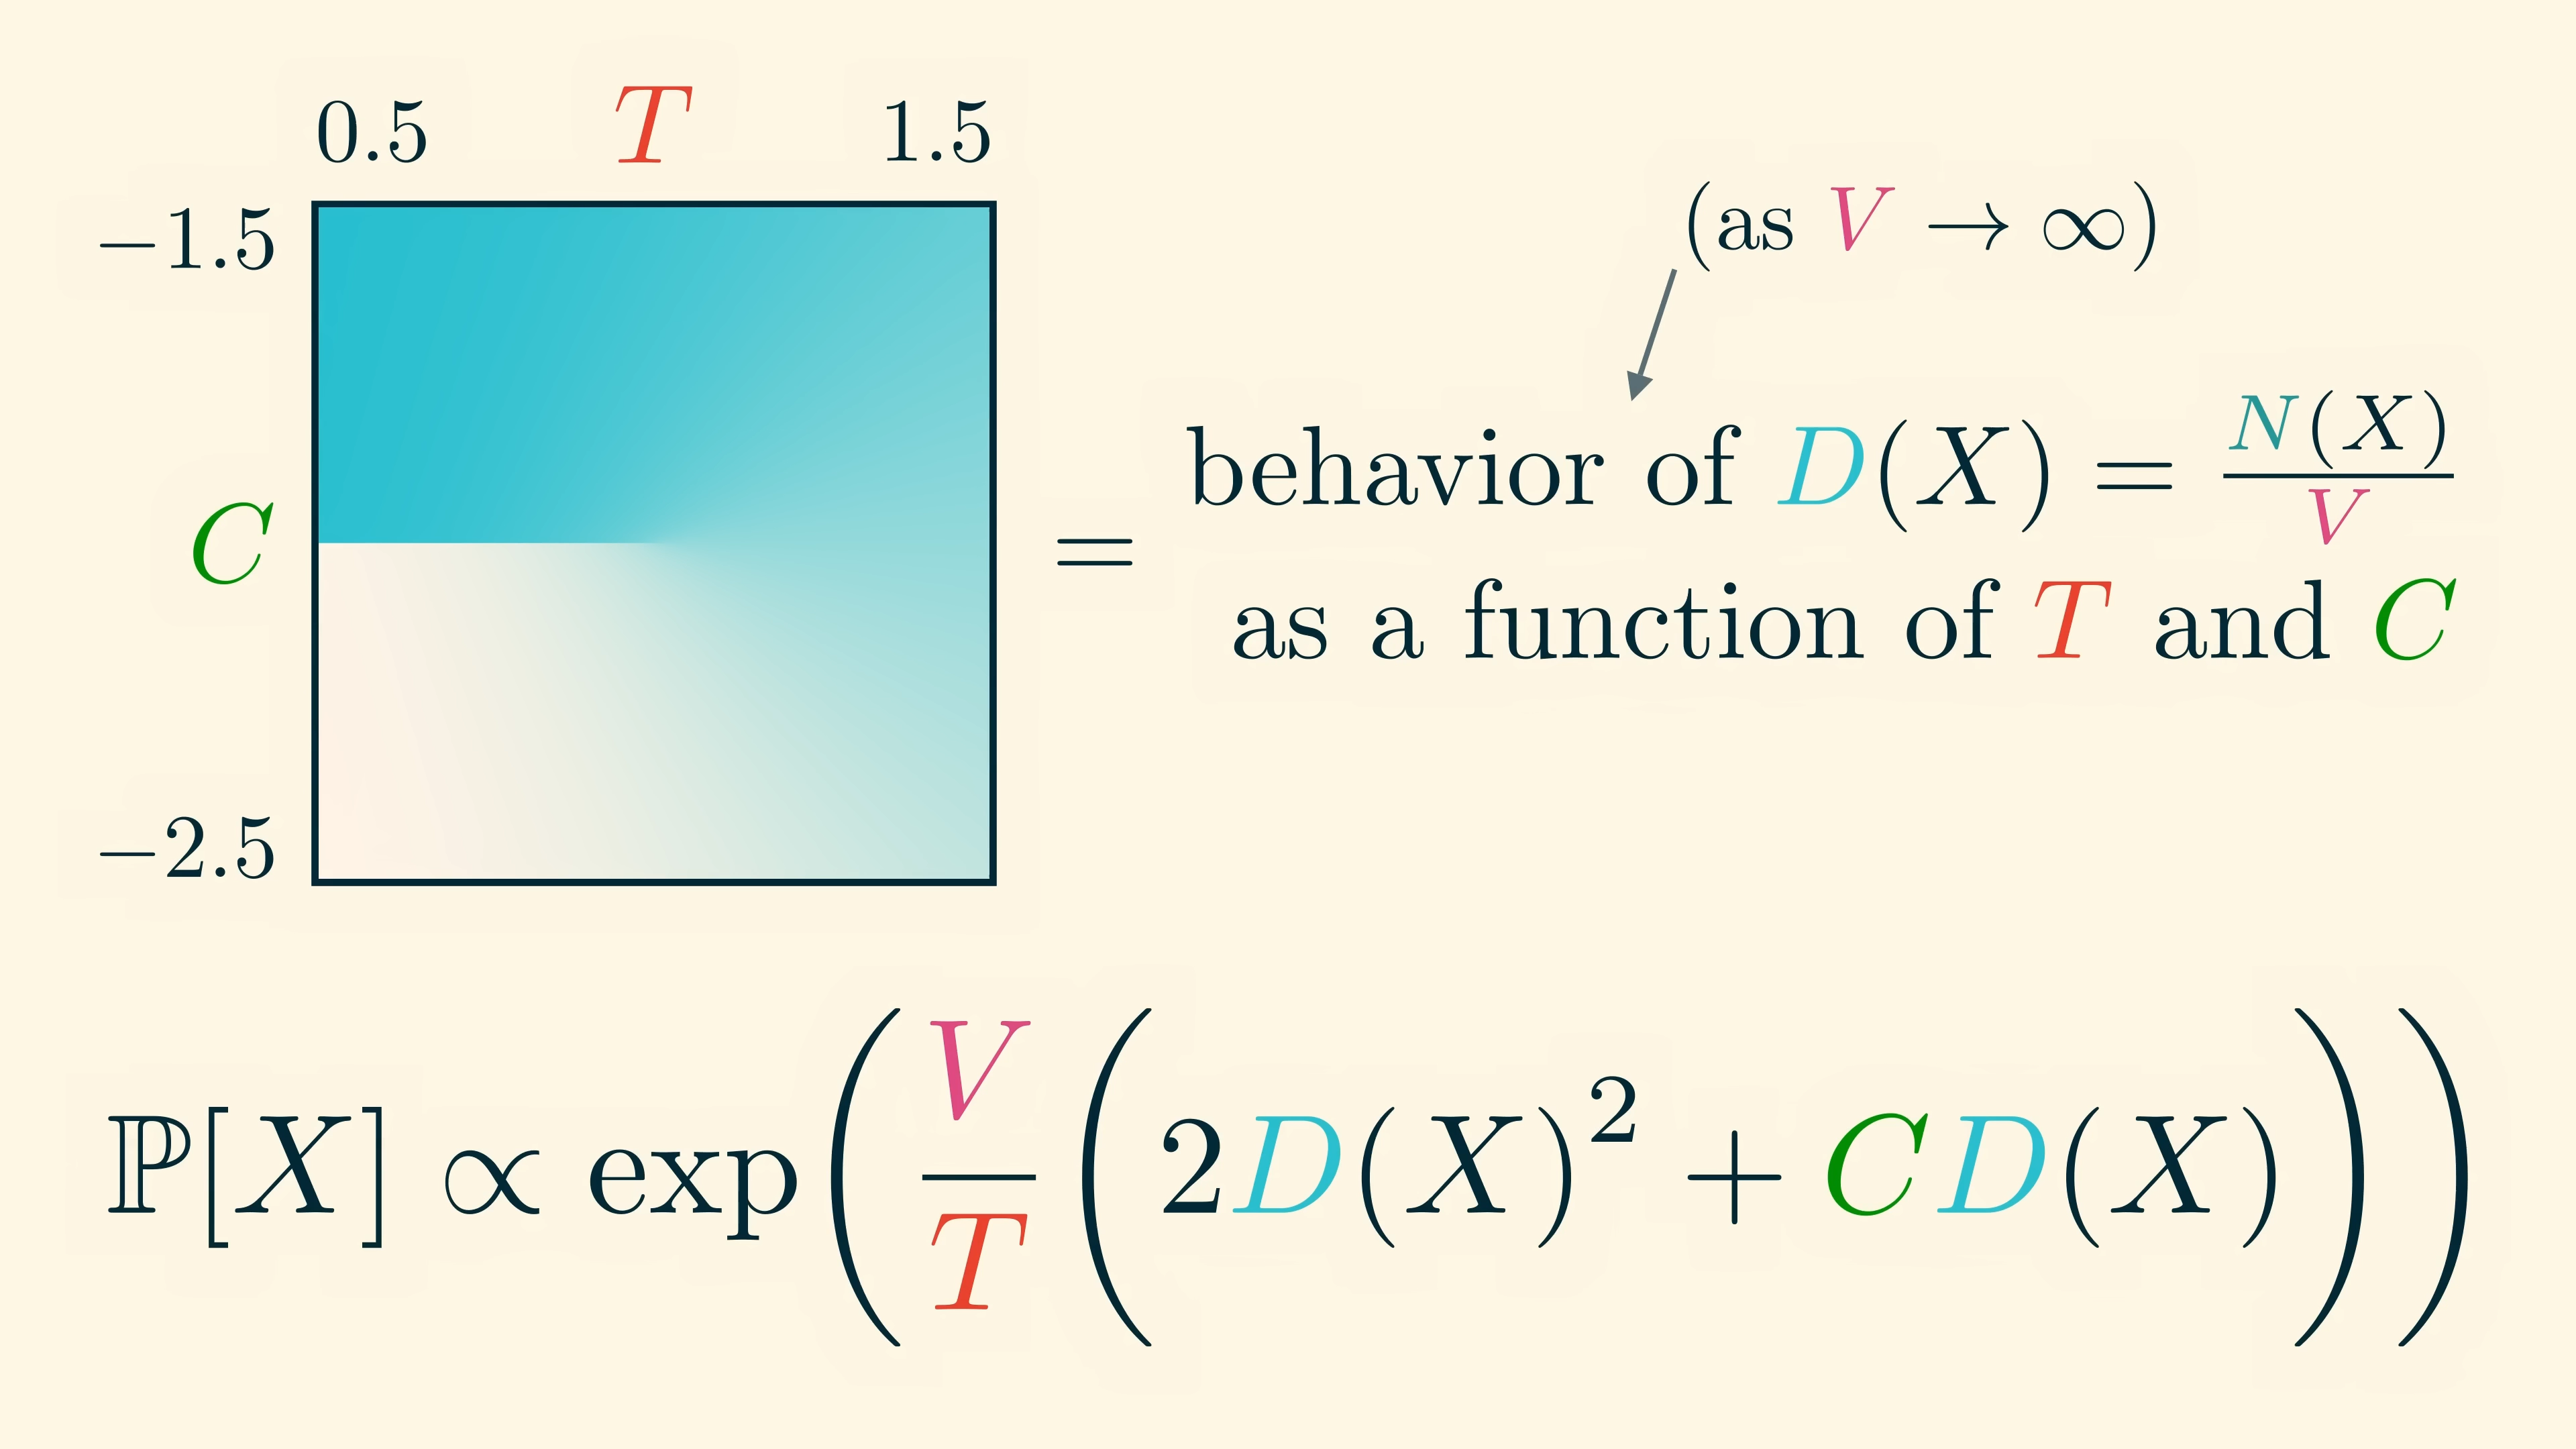 0.5 T 1.5
−1.5
C
−2.5
(as V → ∞)
= behavior of D(X) = N(X)/V
as a function of T and C
ℙ[X] ∝ exp(V/T(2D(X)² + CD(X)))